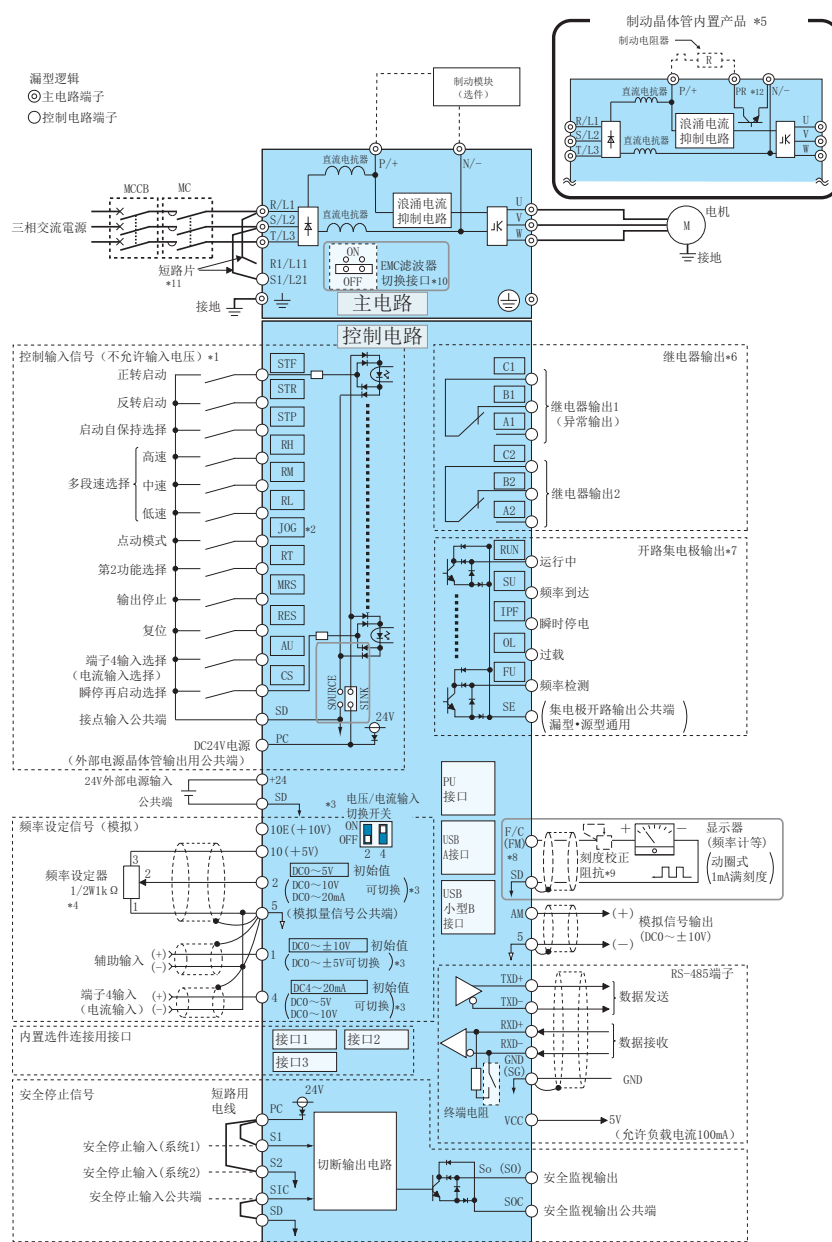 漏型逻辑
◎主电路端子
○控制电路端子
制动模块
(选件)
制动晶体管内置产品 *5
制动电阻器
R
P/+
PR *12
N/-
直流电抗器
R/L1
S/L2
T/L3
直流电抗器
浪涌电流
抑制电路
U
V
W
MCCB
MC
三相交流電源
直流电抗器
P/+
N/-
R/L1
S/L2
T/L3
直流电抗器
浪涌电流
抑制电路
U
V
W
M
电机
接地
短路片
*11
R1/L11
S1/L21
ON
OFF
EMC滤波器
切换接口*10
接地
主电路
控制电路
控制输入信号(不允许输入电压)*1
正转启动
STF
反转启动
STR
启动自保持选择
STP
多段速选择
高速
RH
中速
RM
低速
RL
点动模式
JOG *2
第2功能选择
RT
输出停止
MRS
复位
RES
端子4输入选择
(电流输入选择)
AU
瞬停再启动选择
CS
SOURCE
SINK
接点输入公共端
SD
24V
DC24V电源
PC
(外部电源晶体管输出用公共端)
继电器输出*6
C1
B1
A1
继电器输出1
(异常输出)
C2
B2
A2
继电器输出2
开路集电极输出*7
RUN
运行中
SU
频率到达
IPF
瞬时停电
OL
过载
FU
频率检测
SE
(集电极开路输出公共端
漏型•源型通用)
24V外部电源输入
+24
公共端
SD
频率设定信号(模拟)
*3
电压/电流输入
切换开关
ON
OFF
2 4
10E(+10V)
10(+5V)
频率设定器
1/2W1kΩ
*4
3
2
1
2
DC0～5V 初始值
(DC0～10V
DC0～20mA 可切换)*3
5
(模拟量信号公共端)
辅助输入
(+)
(-)
1
DC0～±10V 初始值
(DC0～±5V可切换)*3
端子4输入
(电流输入)
(+)
(-)
4
DC4～20mA 初始值
(DC0～5V
DC0～10V 可切换)*3
PU
接口
USB
A接口
USB
小型B
接口
F/C
(FM)
*8
SD
刻度校正
阻抗*9
+
-
显示器
(频率计等)
(动圈式
1mA满刻度)
AM
5
(+)
(-)
模拟信号输出
(DC0～±10V)
RS-485端子
TXD+
TXD-
数据发送
RXD+
RXD-
数据接收
GND
(SG)
GND
终端电阻
VCC
5V
(允许负载电流100mA)
内置选件连接用接口
接口1
接口2
接口3
安全停止信号
短路用
电线
PC
24V
安全停止输入(系统1)
S1
安全停止输入(系统2)
S2
安全停止输入公共端
SIC
SD
切断输出电路
So (SO)
安全监视输出
SOC
安全监视输出公共端